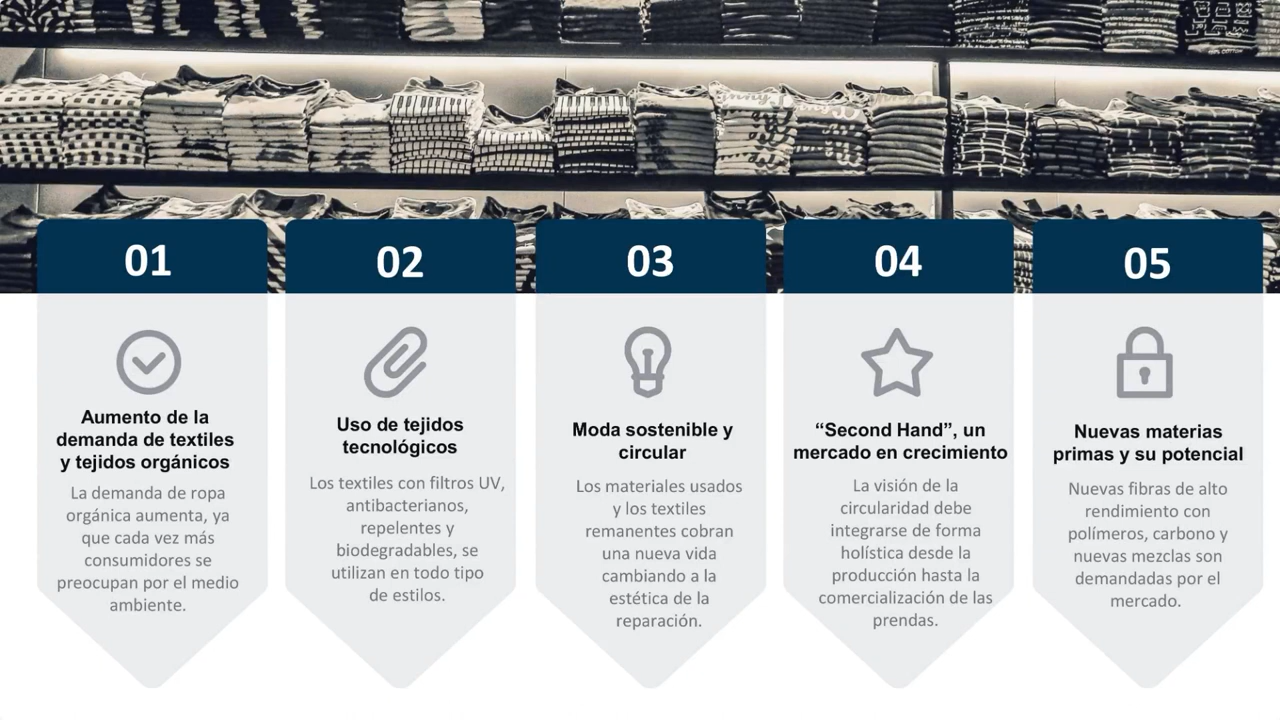 01
Aumento de la
demanda de textiles
y tejidos orgánicos
La demanda de ropa
orgánica aumenta, ya
que cada vez más
consumidores se
preocupan por el medio
ambiente.
02
Uso de tejidos
tecnológicos
Los textiles con filtros UV,
antibacterianos,
repelentes y
biodegradables, se
utilizan en todo tipo
de estilos.
03
Moda sostenible y
circular
Los materiales usados
y los textiles
remanentes cobran
una nueva vida
cambiando a la
estética de la
reparación.
04
“Second Hand”, un
mercado en crecimiento
La visión de la
circularidad debe
integrarse de forma
holística desde la
producción hasta la
comercialización de las
prendas.
05
Nuevas materias
primas y su potencial
Nuevas fibras de alto
rendimiento con
polímeros, carbono y
nuevas mezclas son
demandadas por el
mercado.